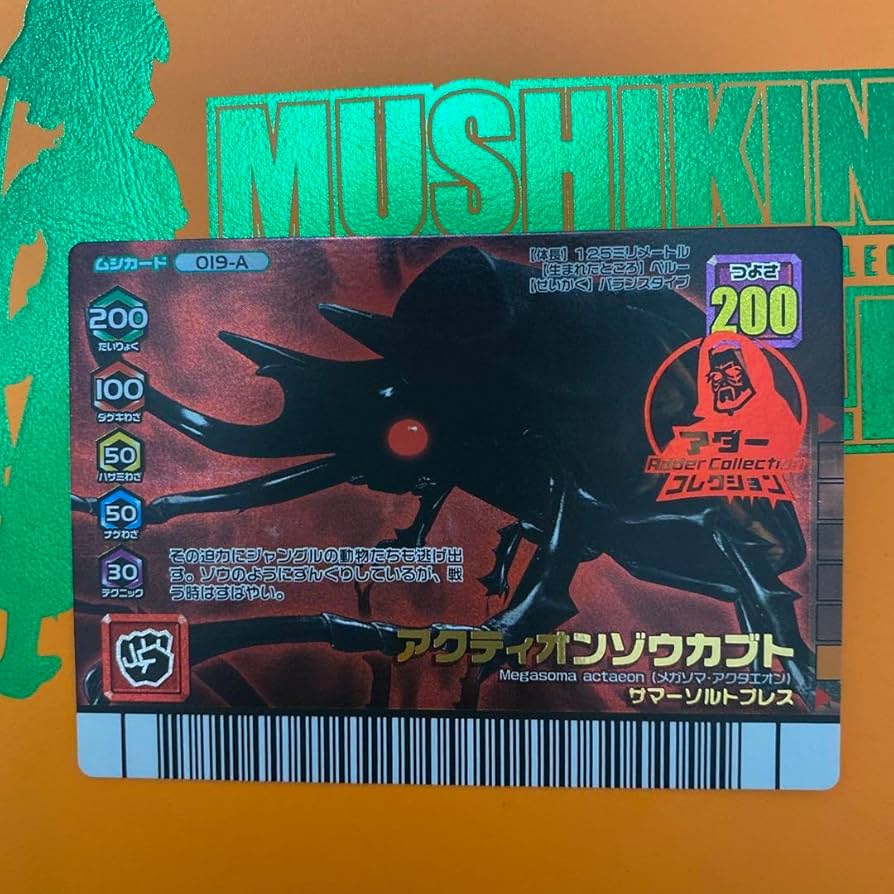 MUSHIKIN
LEC
ムシカード 019-A
【体長】125ミリメートル
【生まれたところ】ペルー
【せいかく】バランスタイプ
つよさ
200
200
たいりょく
100
ダゲキわざ
50
ハサミわざ
50
ナゲわざ
30
テクニック
アダー
Adder Collection
コレクション
その迫力にジャングルの動物たちも逃げ出
す。ゾウのようにずんぐりしているが、戦
う時はすばやい。
アクティオンゾウカブト
Megasoma actaeon (メガソマ・アクタエオン)
サマーソルトプレス